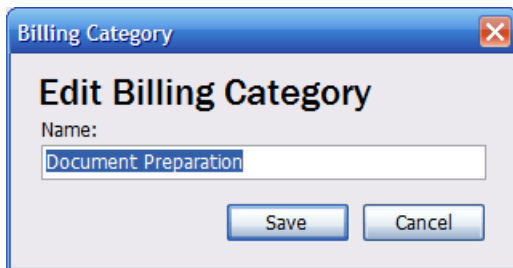 Billing Category
Edit Billing Category
Name:
Document Preparation
Save Cancel